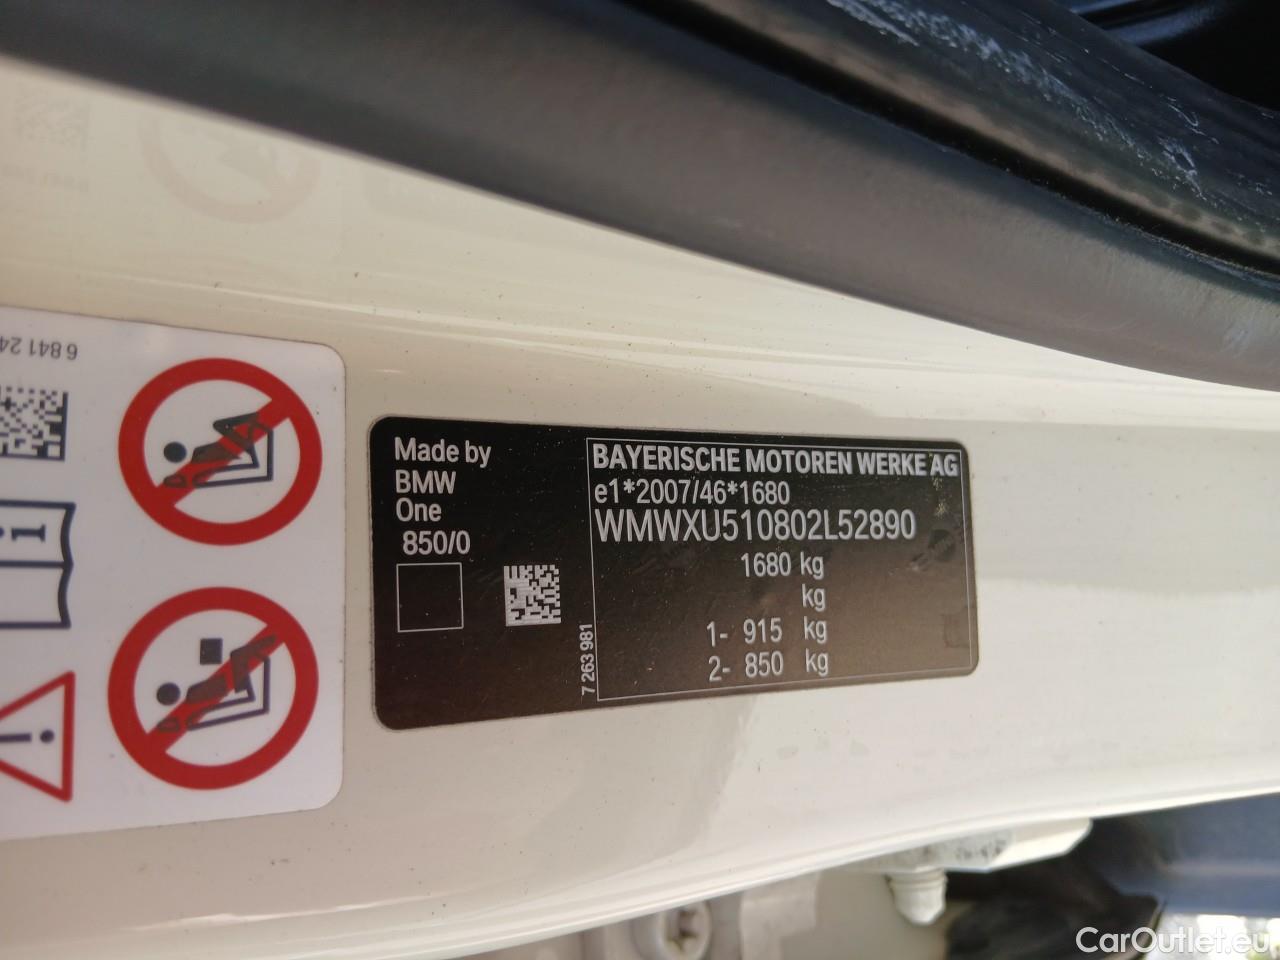 6 841 24
Made by
BMW
One
850/0
7 263 981
BAYERISCHE MOTOREN WERKE AG
e1*2007/46*1680
WMWXU510802L52890
1680 kg
kg
1- 915 kg
2- 850 kg
CarOutlet.eu